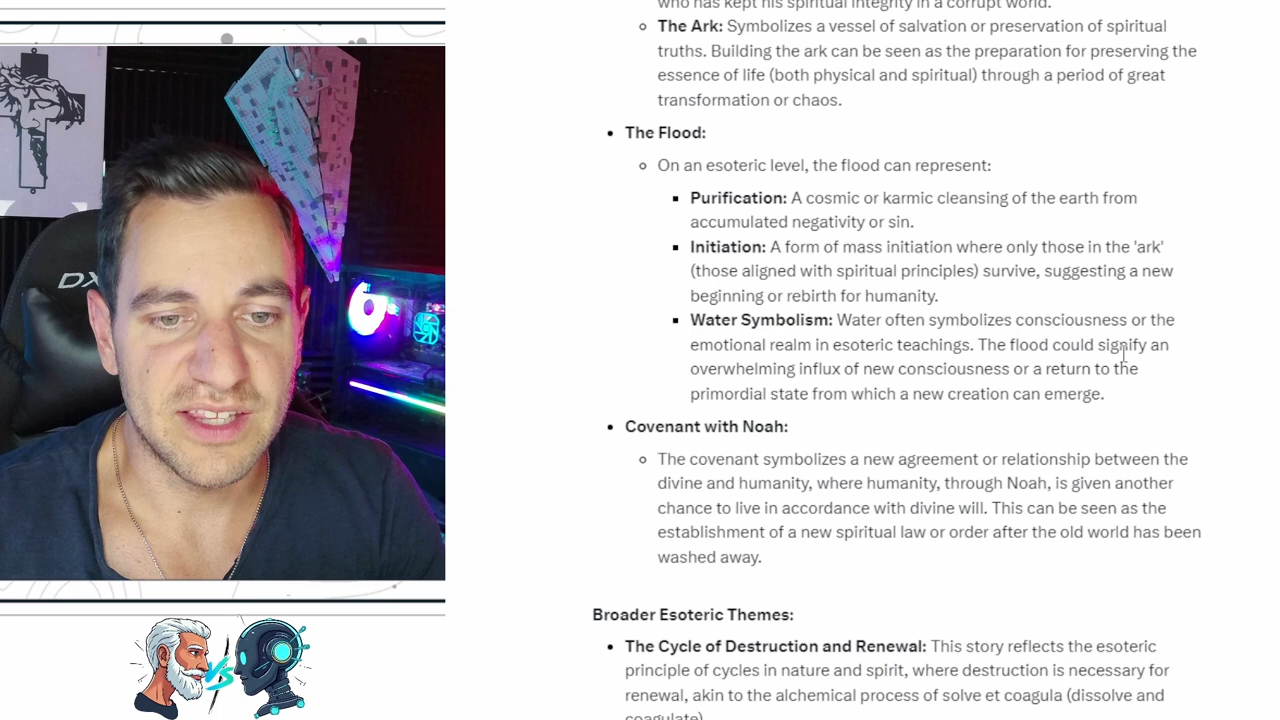 who has kept his spiritual integrity in a corrupt world.
The Ark: Symbolizes a vessel of salvation or preservation of spiritual
truths. Building the ark can be seen as the preparation for preserving the
essence of life (both physical and spiritual) through a period of great
transformation or chaos.
The Flood:
On an esoteric level, the flood can represent:
Purification: A cosmic or karmic cleansing of the earth from
accumulated negativity or sin.
Initiation: A form of mass initiation where only those in the 'ark'
(those aligned with spiritual principles) survive, suggesting a new
beginning or rebirth for humanity.
Water Symbolism: Water often symbolizes consciousness or the
emotional realm in esoteric teachings. The flood could signify an
overwhelming influx of new consciousness or a return to the
primordial state from which a new creation can emerge.
Covenant with Noah:
The covenant symbolizes a new agreement or relationship between the
divine and humanity, where humanity, through Noah, is given another
chance to live in accordance with divine will. This can be seen as the
establishment of a new spiritual law or order after the old world has been
washed away.
Broader Esoteric Themes:
The Cycle of Destruction and Renewal: This story reflects the esoteric
principle of cycles in nature and spirit, where destruction is necessary for
renewal, akin to the alchemical process of solve et coagula (dissolve and
coagulate)
DX
VS